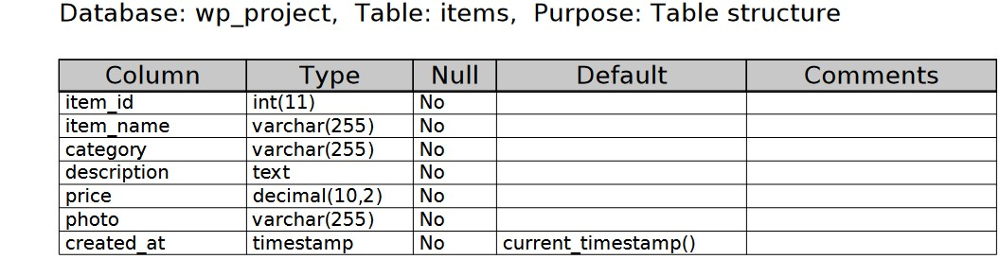 Database: wp_project, Table: items, Purpose: Table structure
Column Type Null Default Comments
item_id int(11) No
item_name varchar(255) No
category varchar(255) No
description text No
price decimal(10,2) No
photo varchar(255) No
created_at timestamp No current_timestamp()